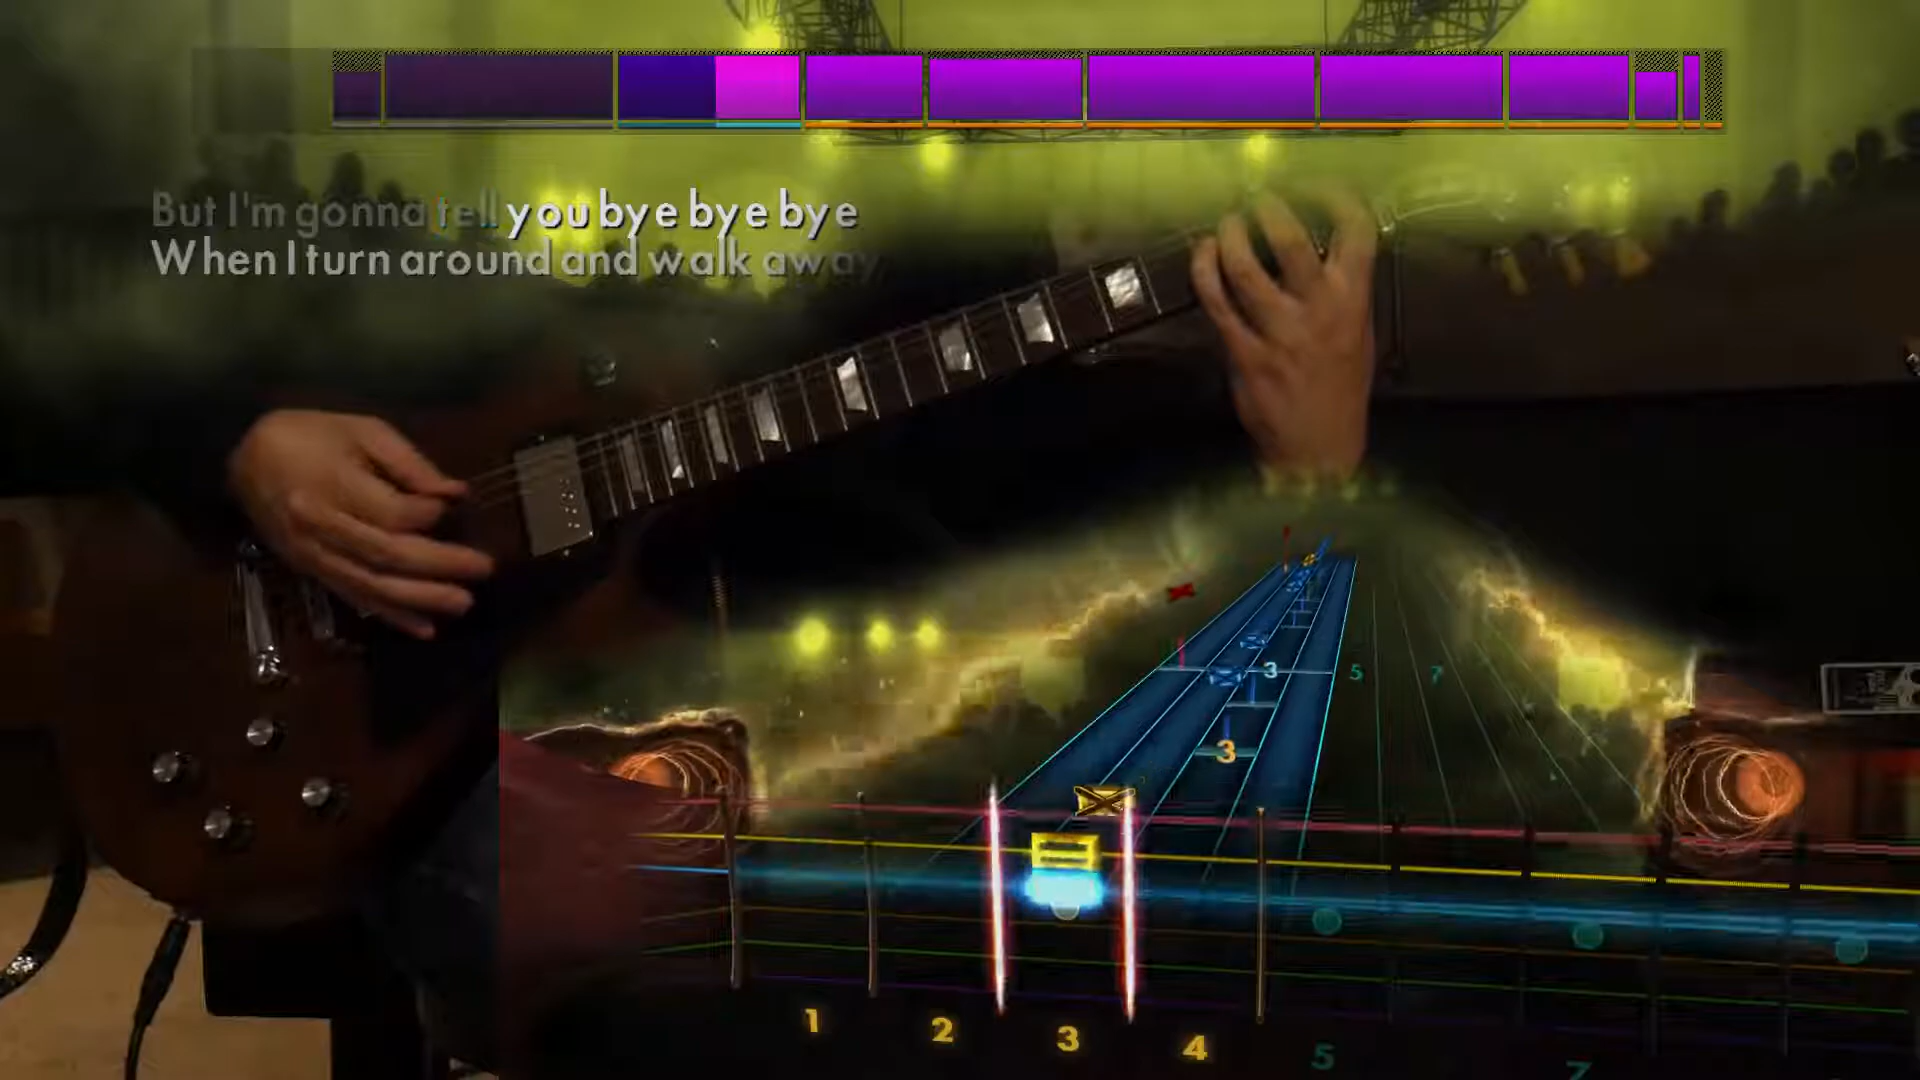 But I'm gonna tell you bye bye bye
When I turn around and walk away
3 5 7
3
1 2 3 4 5 7